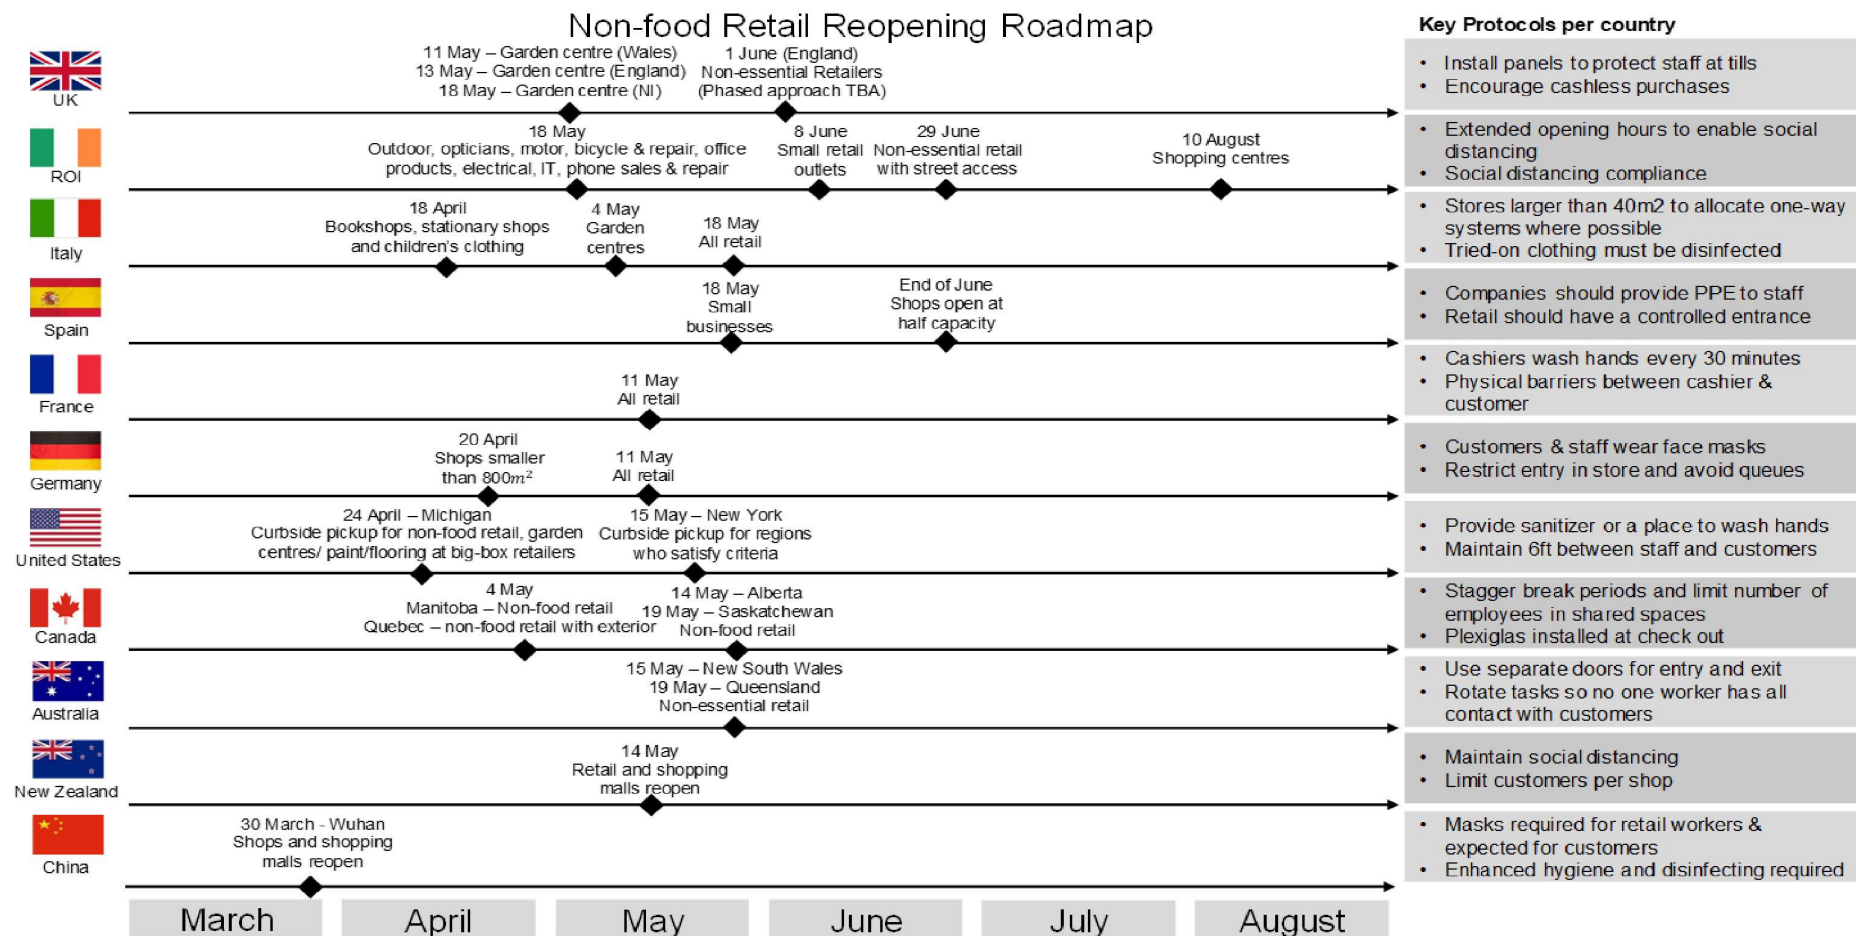 Non-food Retail Reopening Roadmap
Key Protocols per country
UK
11 May – Garden centre (Wales)
13 May – Garden centre (England)
18 May – Garden centre (NI)
1 June (England)
Non-essential Retailers
(Phased approach TBA)
• Install panels to protect staff at tills
• Encourage cashless purchases
ROI
18 May
Outdoor, opticians, motor, bicycle & repair, office
products, electrical, IT, phone sales & repair
8 June
Small retail
outlets
29 June
Non-essential retail
with street access
10 August
Shopping centres
• Extended opening hours to enable social
distancing
• Social distancing compliance
Italy
18 April
Bookshops, stationary shops
and children's clothing
4 May
Garden
centres
18 May
All retail
• Stores larger than 40m2 to allocate one-way
systems where possible
• Tried-on clothing must be disinfected
Spain
18 May
Small
businesses
End of June
Shops open at
half capacity
• Companies should provide PPE to staff
• Retail should have a controlled entrance
France
11 May
All retail
• Cashiers wash hands every 30 minutes
• Physical barriers between cashier &
customer
Germany
20 April
Shops smaller
than 800m²
11 May
All retail
• Customers & staff wear face masks
• Restrict entry in store and avoid queues
United States
24 April – Michigan
Curbside pickup for non-food retail, garden
centres/ paint/flooring at big-box retailers
15 May – New York
Curbside pickup for regions
who satisfy criteria
• Provide sanitizer or a place to wash hands
• Maintain 6ft between staff and customers
Canada
4 May
Manitoba – Non-food retail
Quebec – non-food retail with exterior
14 May – Alberta
19 May – Saskatchewan
Non-food retail
• Stagger break periods and limit number of
employees in shared spaces
• Plexiglas installed at check out
Australia
15 May – New South Wales
19 May – Queensland
Non-essential retail
• Use separate doors for entry and exit
• Rotate tasks so no one worker has all
contact with customers
New Zealand
14 May
Retail and shopping
malls reopen
• Maintain social distancing
• Limit customers per shop
China
30 March - Wuhan
Shops and shopping
malls reopen
• Masks required for retail workers &
expected for customers
• Enhanced hygiene and disinfecting required
March
April
May
June
July
August